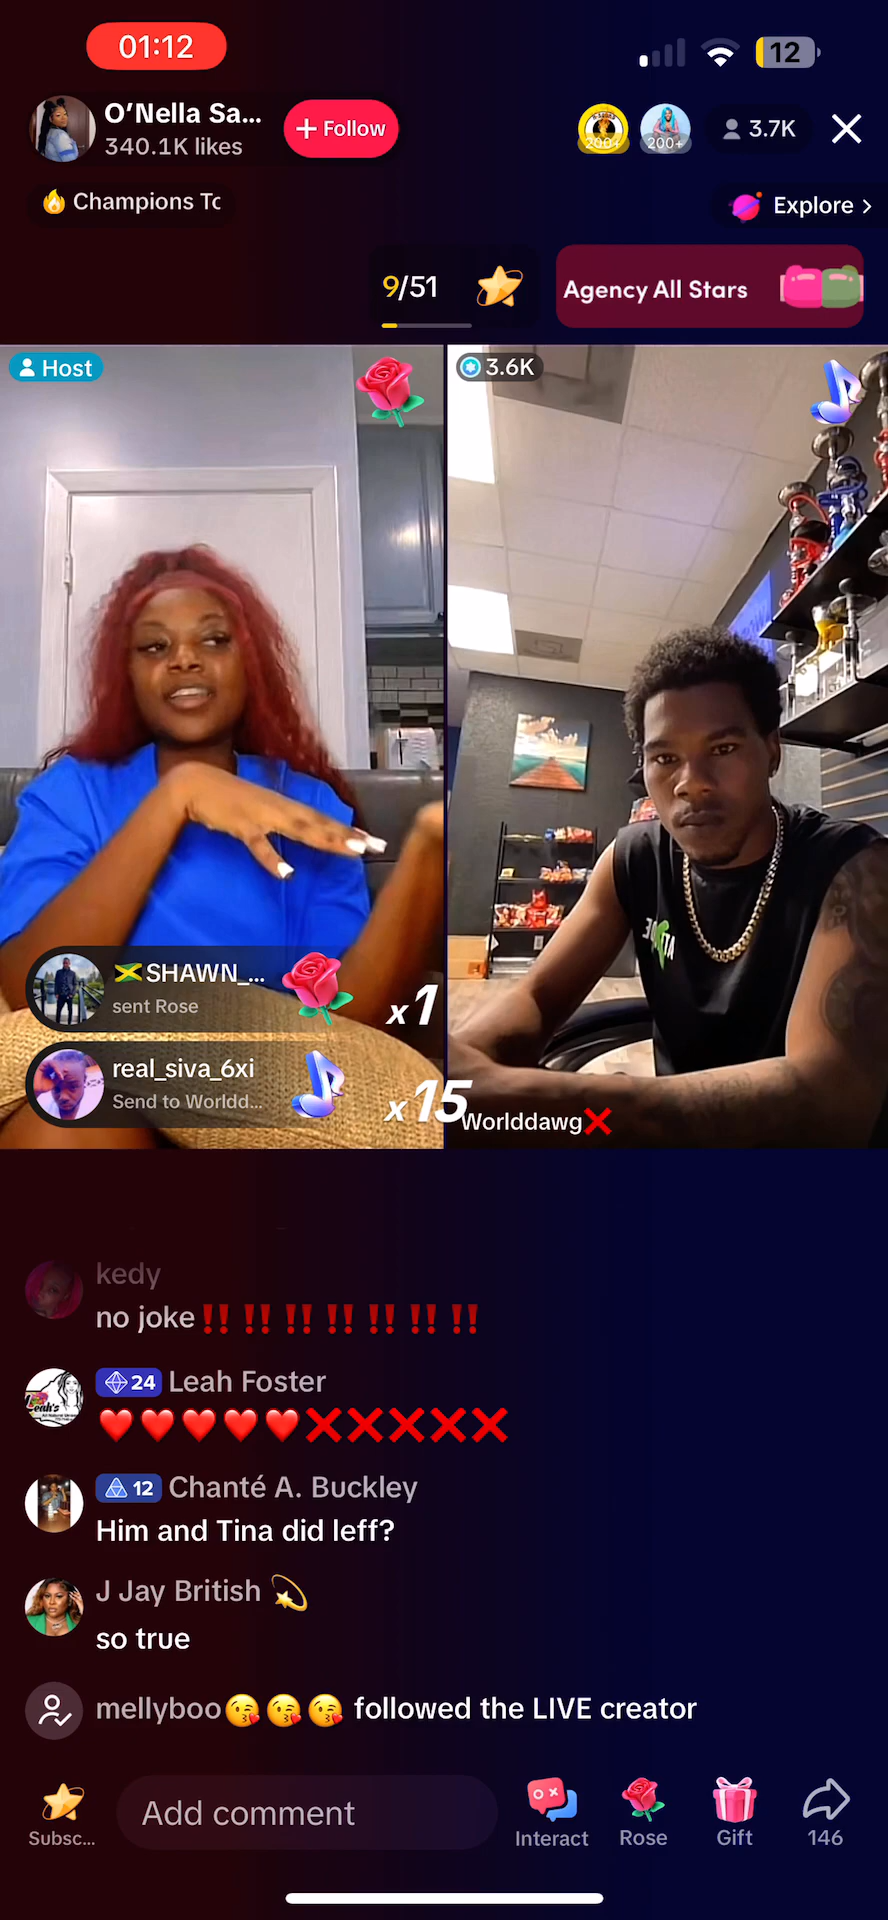 01:12
12
O'Nella Sa...
340.1K likes
+ Follow
200+
200+
3.7K
Champions To
Explore >
9/51
Agency All Stars
Host
3.6K
SHAWN_...
sent Rose
x1
real_siva_6xi
Send to Worldd...
x15
Worlddawg❌
kedy
no joke‼️‼️‼️‼️‼️‼️‼️
24 Leah Foster
❤️❤️❤️❤️❤️❌❌❌❌❌
12 Chanté A. Buckley
Him and Tina did leff?
J Jay British 💫
so true
mellyboo😘😘😘 followed the LIVE creator
Subsc...
Add comment
Interact
Rose
Gift
146